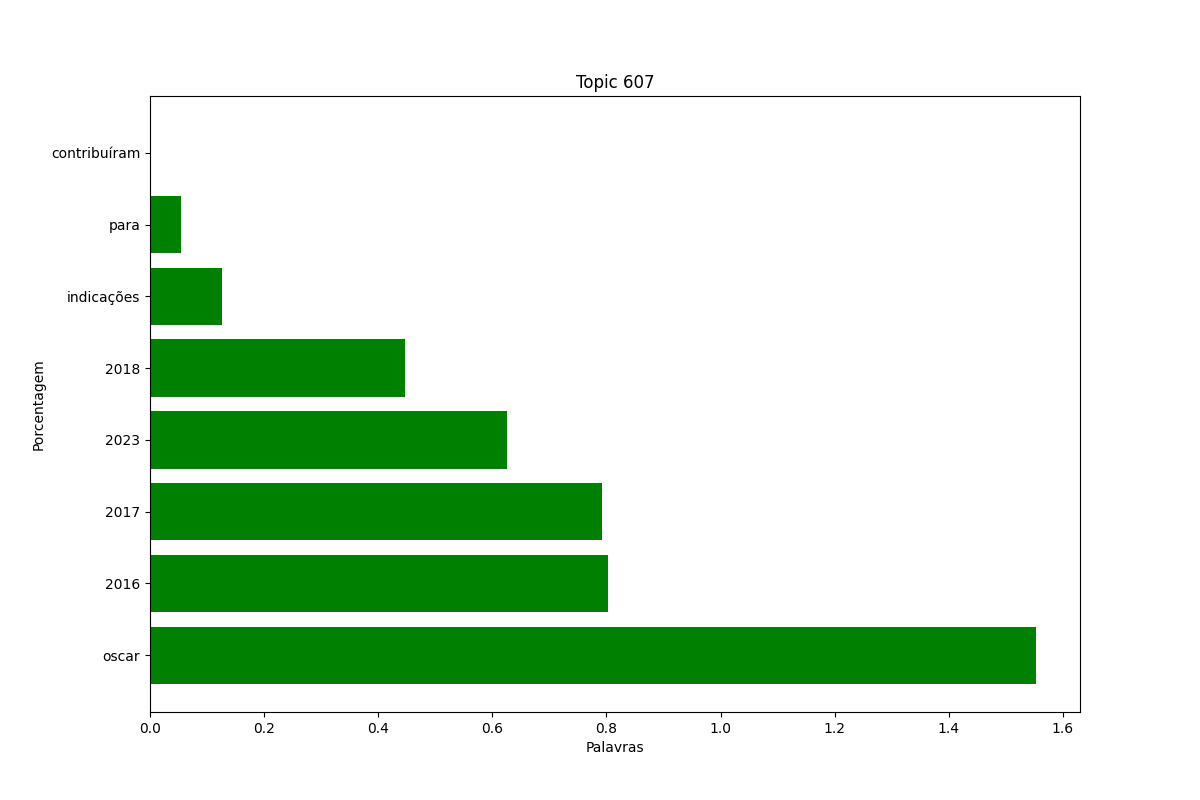 Topic 607
contribuíram
para
indicações
2018
2023
2017
2016
oscar
Porcentagem
0.0 0.2 0.4 0.6 0.8 1.0 1.2 1.4 1.6
Palavras